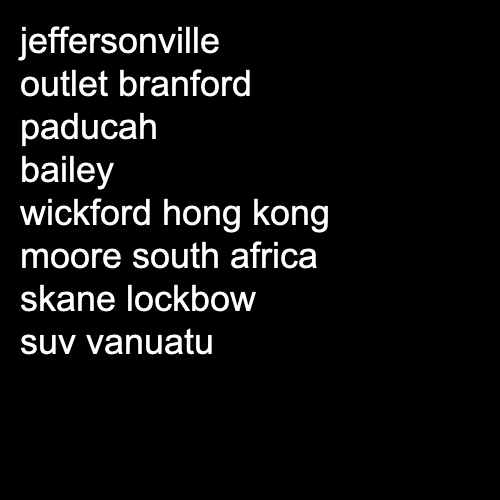 jeffersonville
outlet branford
paducah
bailey
wickford hong kong
moore south africa
skane lockbow
suv vanuatu